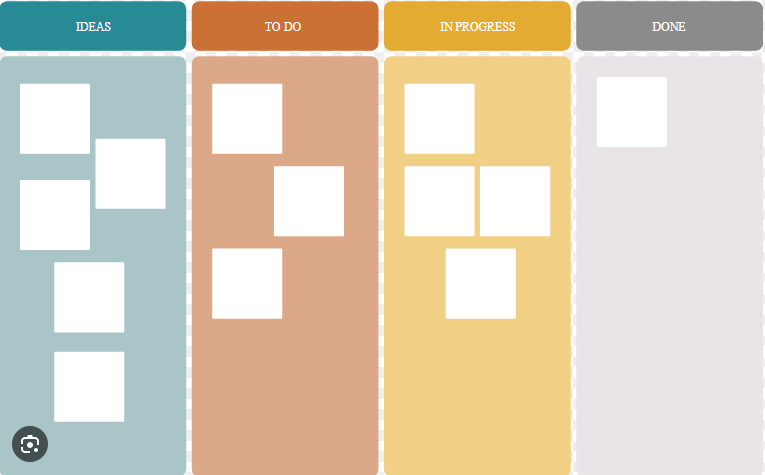 IDEAS
TO DO
IN PROGRESS
DONE